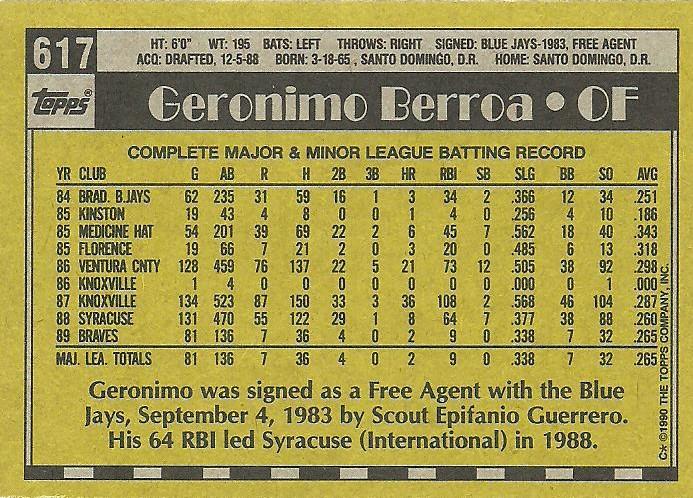 617
HT: 6'0" WT: 195 BATS: LEFT THROWS: RIGHT SIGNED: BLUE JAYS-1983, FREE AGENT
ACQ: DRAFTED, 12-5-88 BORN: 3-18-65, SANTO DOMINGO, D.R. HOME: SANTO DOMINGO, D.R.
topps®
Geronimo Berroa • OF
COMPLETE MAJOR & MINOR LEAGUE BATTING RECORD
YR CLUB G AB R H 2B 3B HR RBI SB SLG BB SO AVG
84 BRAD. B.JAYS 62 235 31 59 16 1 3 34 2 .366 12 34 .251
85 KINSTON 19 43 4 8 0 0 1 4 0 .256 4 10 .186
85 MEDICINE HAT 54 201 39 69 22 2 6 45 7 .562 18 40 .343
85 FLORENCE 19 66 7 21 2 0 3 20 0 .485 6 13 .318
86 VENTURA CNTY 128 459 76 137 22 5 21 73 12 .505 38 92 .298
86 KNOXVILLE 1 4 0 0 0 0 0 0 0 .000 0 1 .000
87 KNOXVILLE 134 523 87 150 33 3 36 108 2 .568 46 104 .287
88 SYRACUSE 131 470 55 122 29 1 8 64 7 .377 38 88 .260
89 BRAVES 81 136 7 36 4 0 2 9 0 .338 7 32 .265
MAJ. LEA. TOTALS 81 136 7 36 4 0 2 9 0 .338 7 32 .265
Geronimo was signed as a Free Agent with the Blue
Jays, September 4, 1983 by Scout Epifanio Guerrero.
His 64 RBI led Syracuse (International) in 1988.
C* ©1990 THE TOPPS COMPANY, INC.